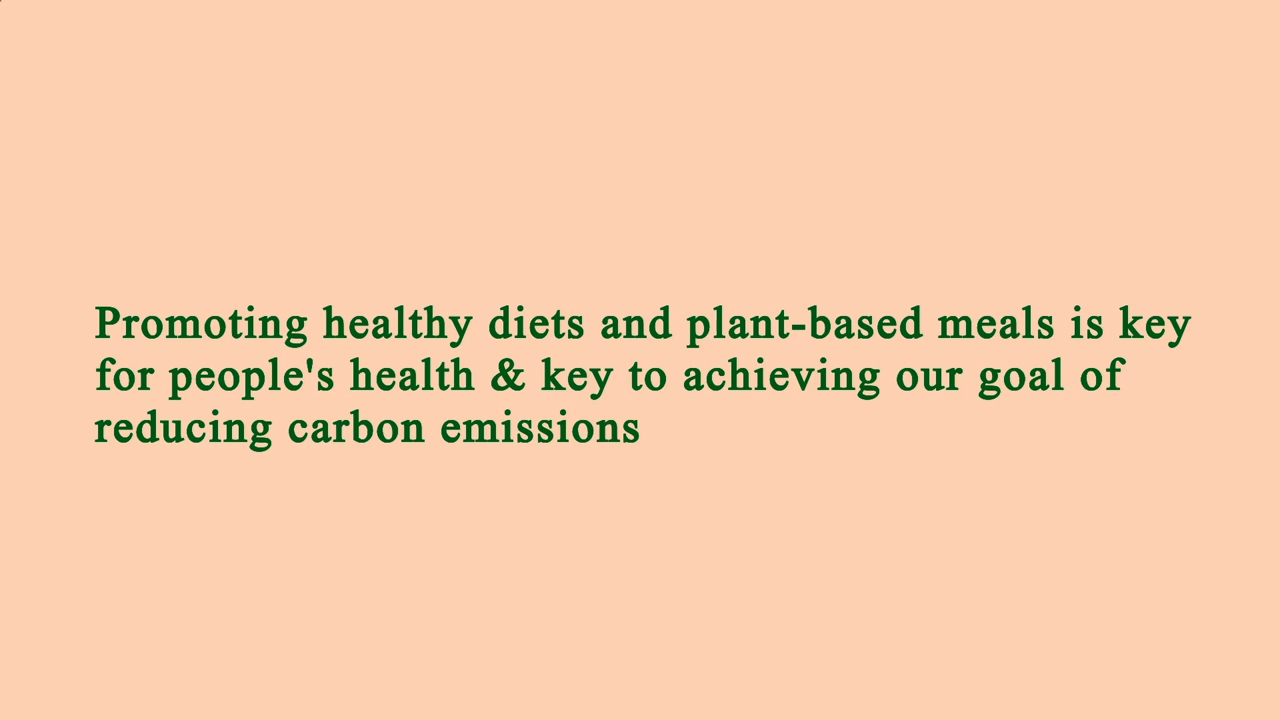 Promoting healthy diets and plant-based meals is key
for people's health & key to achieving our goal of
reducing carbon emissions